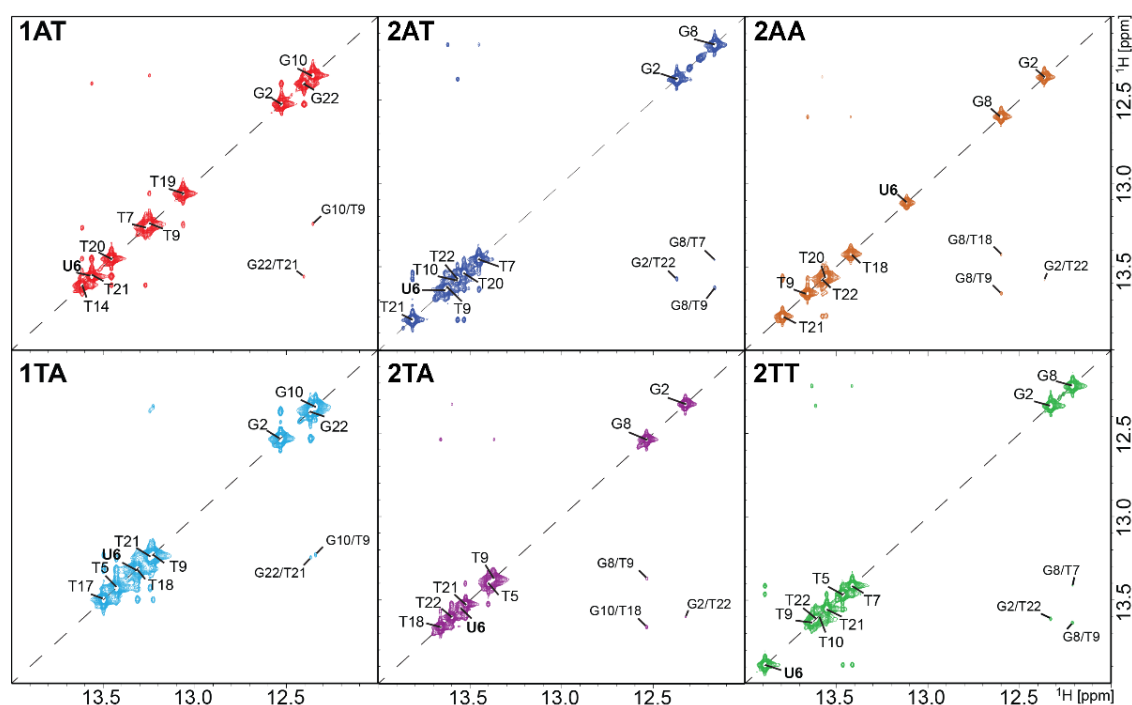 1AT
G10
G2
G22
T19
T7
T9
T20
U6
T21
T14
G10/T9
G22/T21
2AT
G8
G2
T22
T10
T7
U6
T20
T9
T21
G8/T7
G2/T22
G8/T9
2AA
G2
G8
U6
T20
T18
T9
T22
T21
G8/T18
G2/T22
G8/T9
¹H [ppm]
12.5
13.0
13.5
1TA
G10
G2
G22
T21
U6
T5
T9
T17
T18
G10/T9
G22/T21
2TA
G2
G8
T9
T21
T5
T22
T18
U6
G8/T9
G10/T18
G2/T22
2TT
G8
G2
T5
T22
T7
T9
T21
T10
U6
G8/T7
G2/T22
G8/T9
12.5
13.0
13.5
13.5 13.0 12.5 13.5 13.0 12.5 13.5 13.0 12.5 ¹H [ppm]